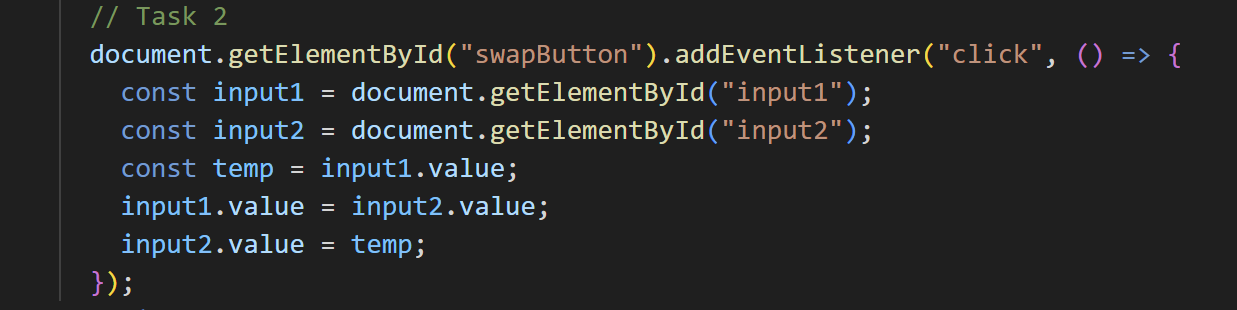 // Task 2
document.getElementById("swapButton").addEventListener("click", () => {
  const input1 = document.getElementById("input1");
  const input2 = document.getElementById("input2");
  const temp = input1.value;
  input1.value = input2.value;
  input2.value = temp;
});